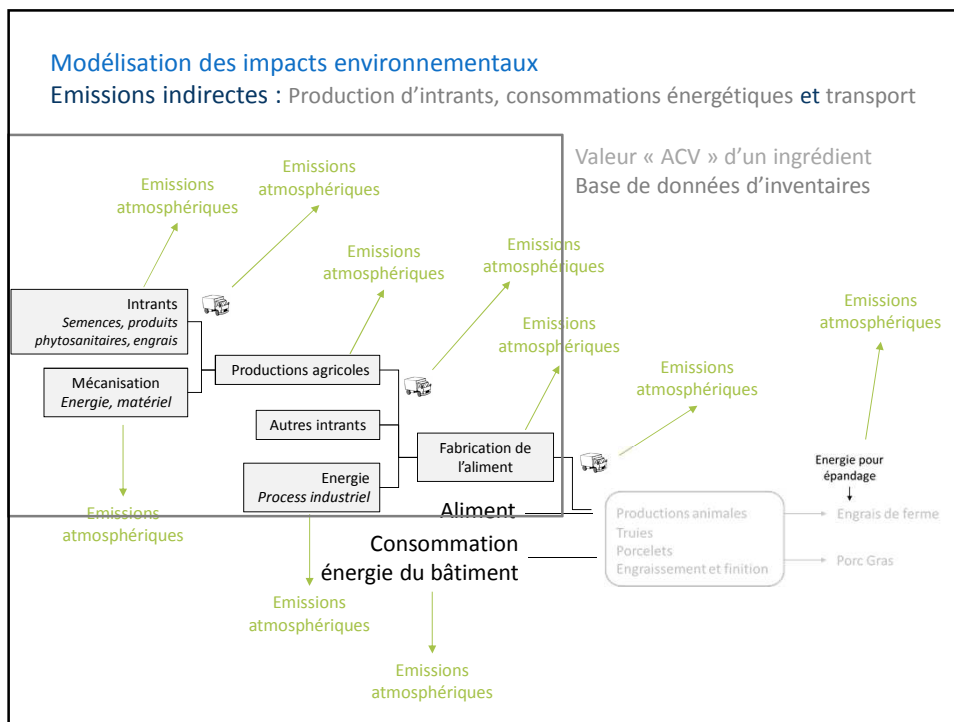 Modélisation des impacts environnementaux
Emissions indirectes : Production d'intrants, consommations énergétiques et transport
Valeur « ACV » d'un ingrédient
Base de données d'inventaires
Emissions
atmosphériques
Emissions
atmosphériques
Emissions
atmosphériques
Emissions
atmosphériques
Emissions
atmosphériques
Emissions
atmosphériques
Emissions
atmosphériques
Intrants
Semences, produits
phytosanitaires, engrais
Mécanisation
Energie, matériel
Productions agricoles
Autres intrants
Energie
Process industriel
Fabrication de
l'aliment
Energie pour
épandage
Aliment
Consommation
énergie du bâtiment
Productions animales
Truies
Porcelets
Engraissement et finition
Engrais de ferme
Porc Gras
Emissions
atmosphériques
Emissions
atmosphériques
Emissions
atmosphériques